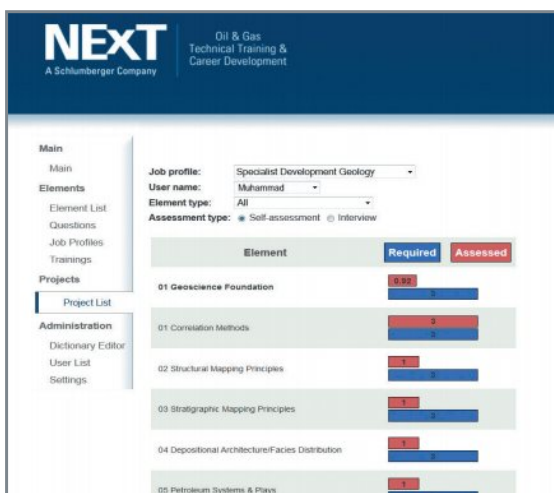 NExT
A Schlumberger Company
Oil & Gas
Technical Training &
Career Development
Main
Main
Elements
Element List
Questions
Job Profiles
Trainings
Projects
Project List
Administration
Dictionary Editor
User List
Settings
Job profile: Specialist Development Geology
User name: Muhammad
Element type: All
Assessment type: Self-assessment Interview
Element Required Assessed
01 Geoscience Foundation
0.92
3
01 Correlation Methods
3
3
02 Structural Mapping Principles
1
3
03 Stratigraphic Mapping Principles
1
3
04 Depositional Architecture/Facies Distribution
1
3
05 Petroleum Systems & Plays
1